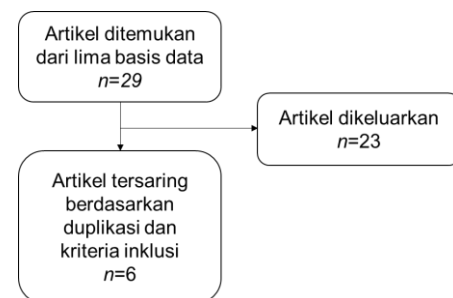 Artikel ditemukan
dari lima basis data
n=29
Artikel dikeluarkan
n=23
Artikel tersaring
berdasarkan
duplikasi dan
kriteria inklusi
n=6